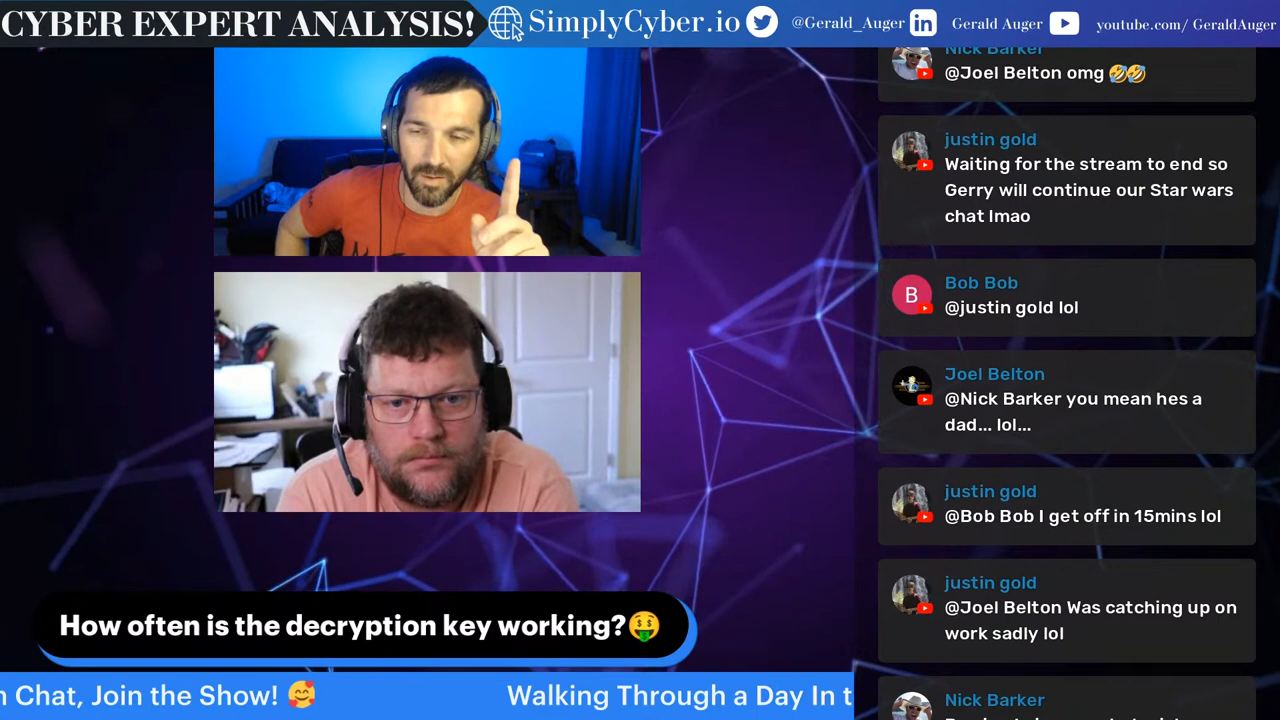 CYBER EXPERT ANALYSIS!
SimplyCyber.io
@Gerald_Auger
Gerald Auger
youtube.com/ GeraldAuger
Nick Barker
@Joel Belton omg 🤣🤣
justin gold
Waiting for the stream to end so
Gerry will continue our Star wars
chat lmao
B
Bob Bob
@justin gold lol
Joel Belton
@Nick Barker you mean hes a
dad... lol...
justin gold
@Bob Bob I get off in 15mins lol
justin gold
@Joel Belton Was catching up on
work sadly lol
Nick Barker
How often is the decryption key working?🤑
Chat, Join the Show! 🥰
Walking Through a Day In